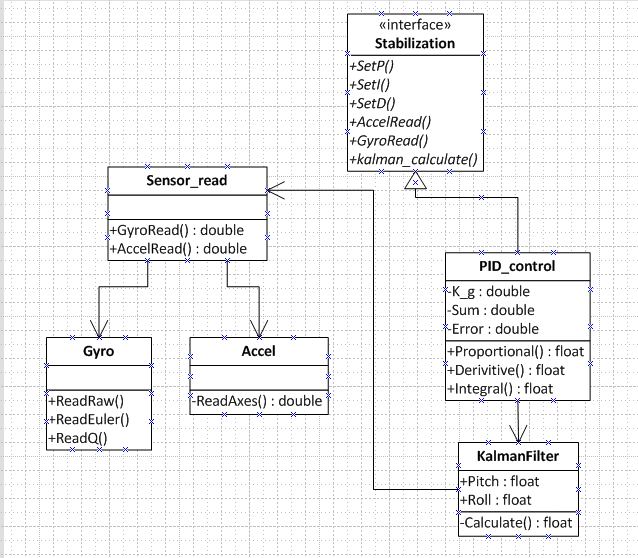 «interface»
Stabilization
+SetP()
+SetI()
+SetD()
+AccelRead()
+GyroRead()
+kalman_calculate()
Sensor_read
+GyroRead() : double
+AccelRead() : double
PID_control
-K_g : double
-Sum : double
-Error : double
+Proportional() : float
+Derivitive() : float
+Integral() : float
Gyro
+ReadRaw()
+ReadEuler()
+ReadQ()
Accel
-ReadAxes() : double
KalmanFilter
+Pitch : float
+Roll : float
-Calculate() : float